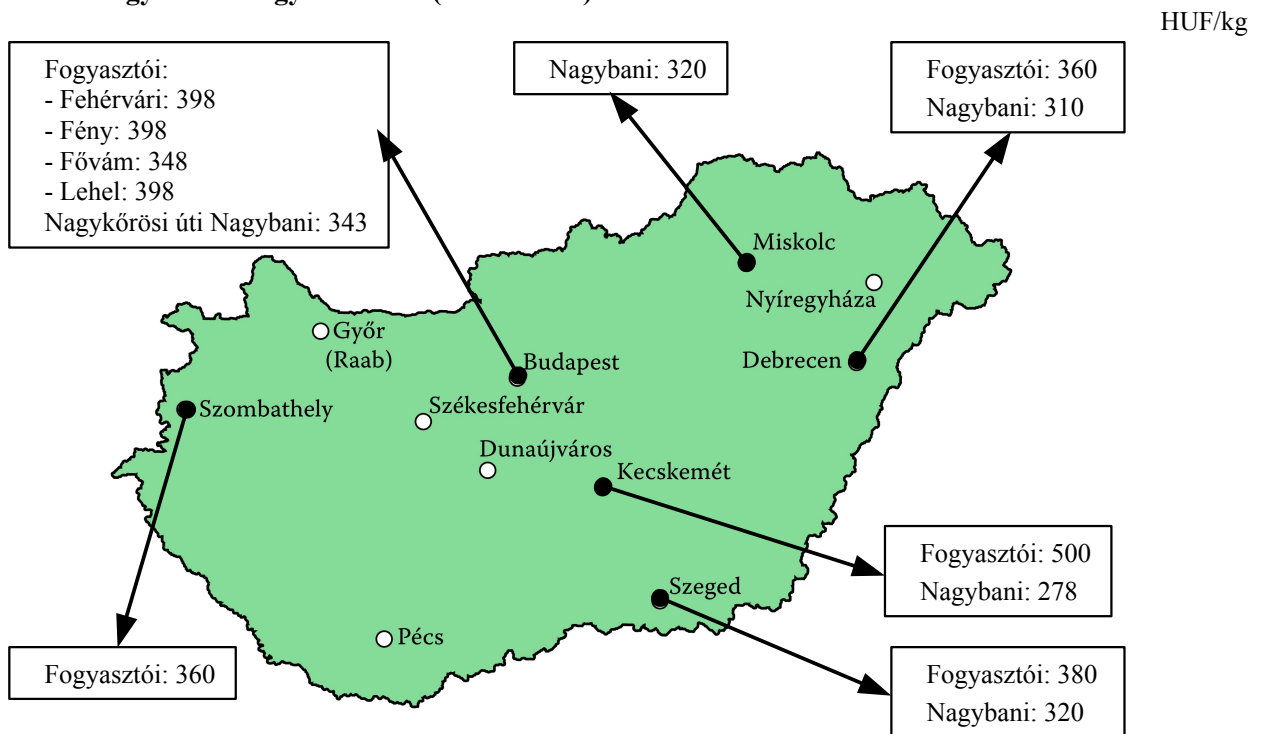 HUF/kg
Fogyasztói:
- Fehérvári: 398
- Fény: 398
- Fővám: 348
- Lehel: 398
Nagykőrösi úti Nagybani: 343
Nagybani: 320
Fogyasztói: 360
Nagybani: 310
Miskolc
Nyíregyháza
Győr
(Raab)
Budapest
Debrecen
Szombathely
Székesfehérvár
Dunaújváros
Kecskemét
Fogyasztói: 500
Nagybani: 278
Szeged
Pécs
Fogyasztói: 360
Fogyasztói: 380
Nagybani: 320